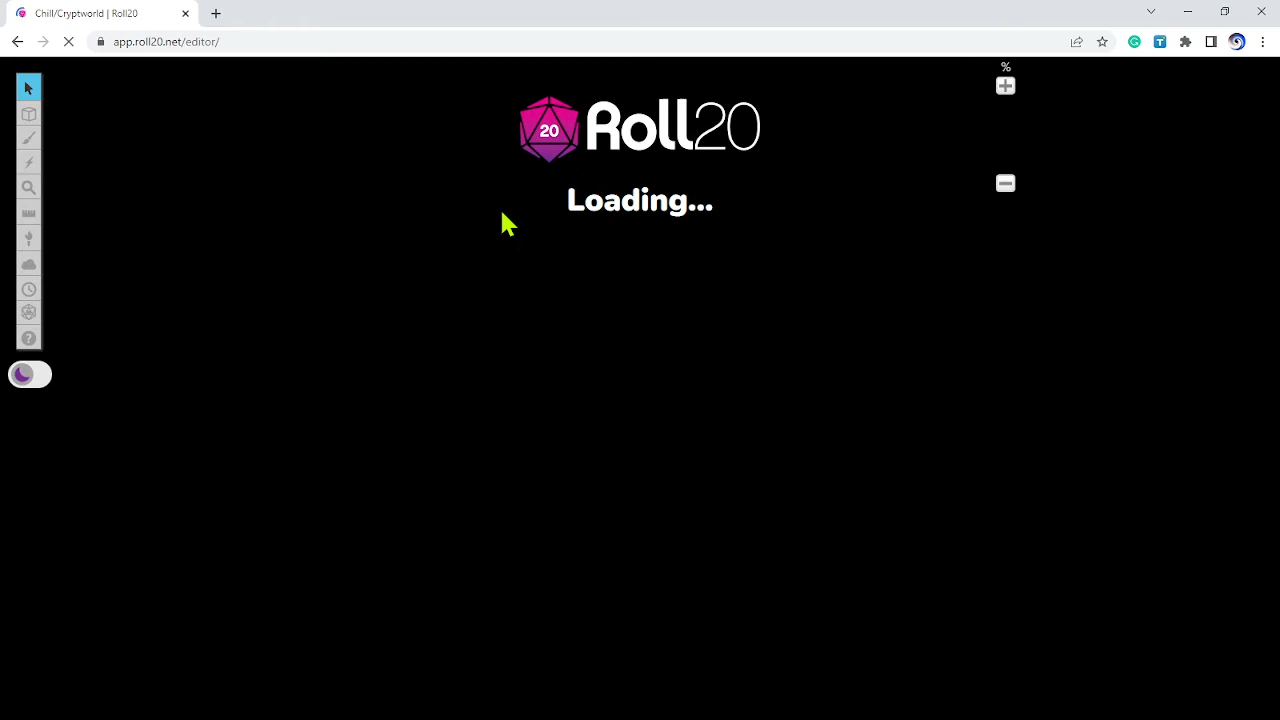 Chill/Cryptworld | Roll20
app.roll20.net/editor/
%
20 Roll20
Loading...